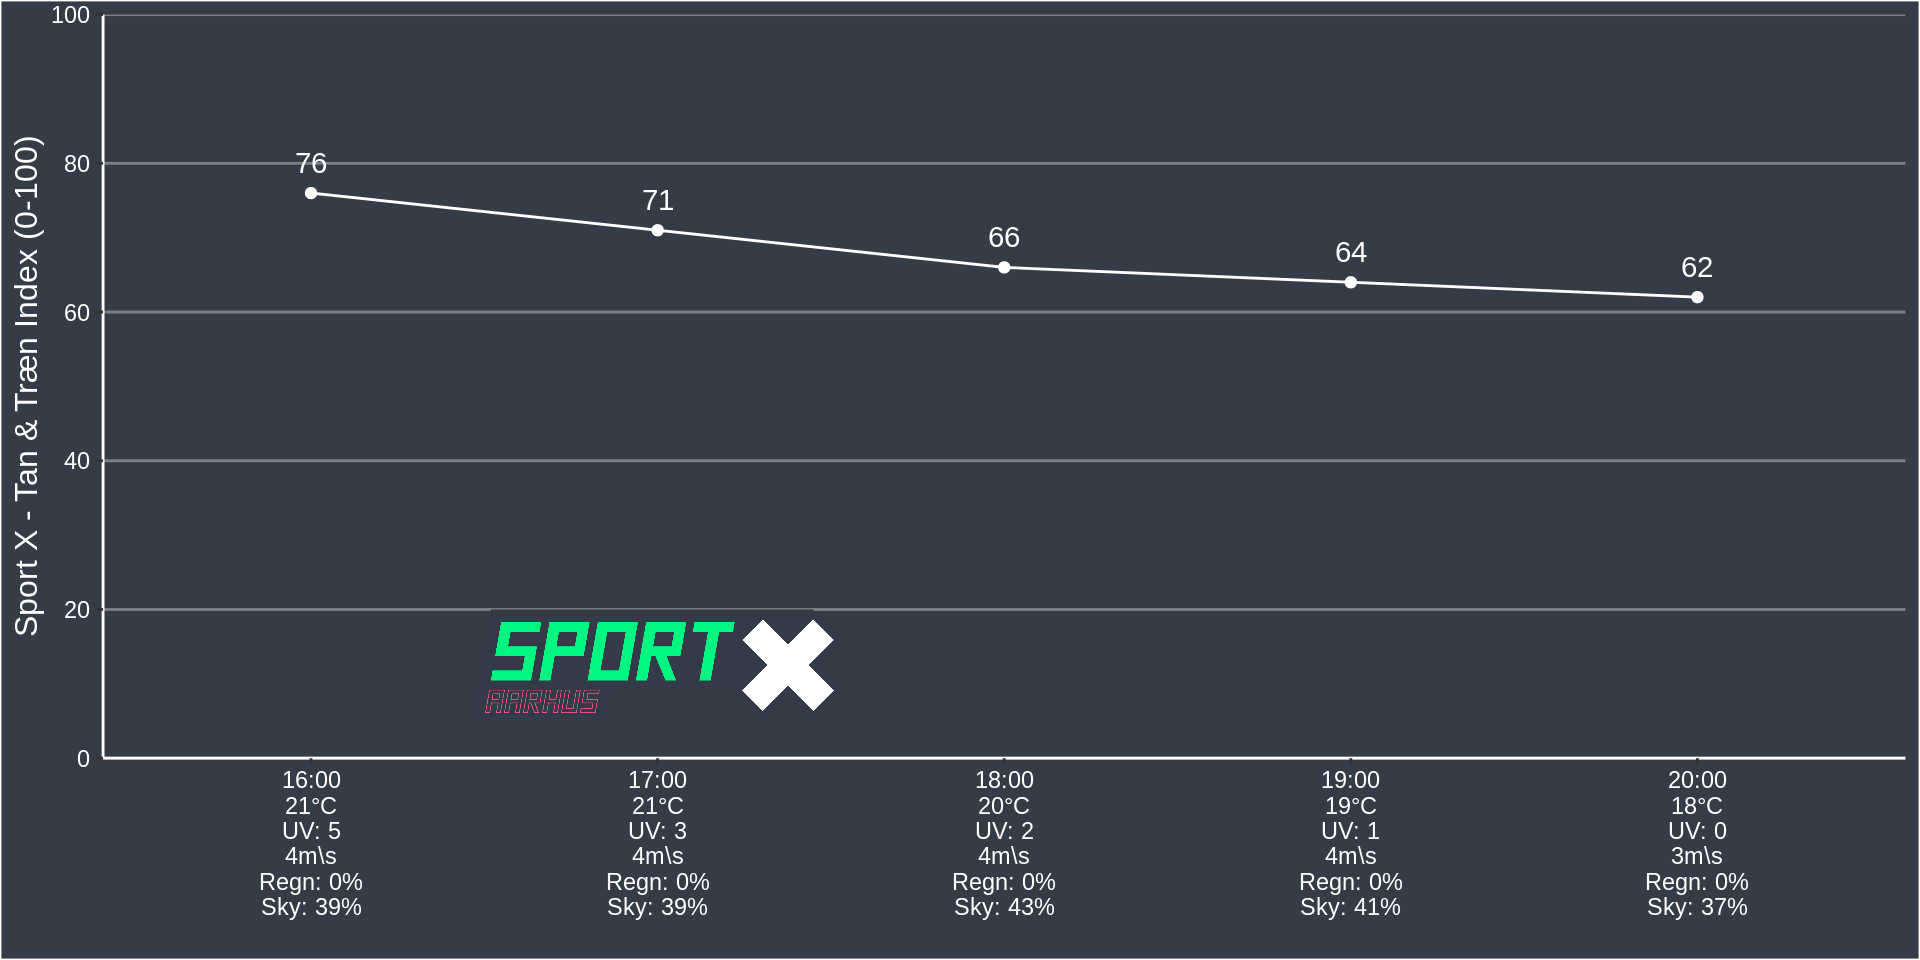 Sport X - Tan & Træn Index (0-100)
100
80
60
40
20
0
76
71
66
64
62
SPORT X
AARHUS
16:00
21°C
UV: 5
4m\s
Regn: 0%
Sky: 39%
17:00
21°C
UV: 3
4m\s
Regn: 0%
Sky: 39%
18:00
20°C
UV: 2
4m\s
Regn: 0%
Sky: 43%
19:00
19°C
UV: 1
4m\s
Regn: 0%
Sky: 41%
20:00
18°C
UV: 0
3m\s
Regn: 0%
Sky: 37%